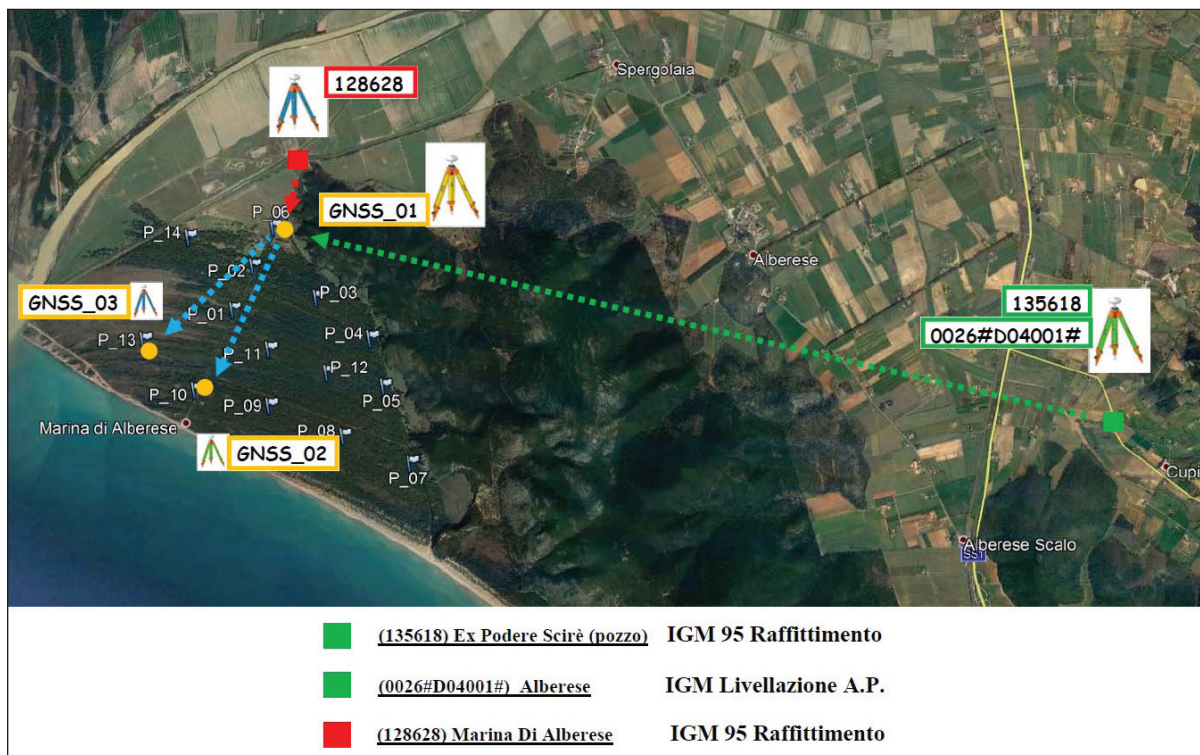 Spergolaia
128628
P_06
GNSS_01
P_14
Alberese
P_02
GNSS_03
P_03
135618
P_01
0026#D04001#
P_04
P_13
P_11
P_12
P_10
P_05
P_09
Marina di Alberese
P_08
GNSS_02
P_07
Cupi
Alberese Scalo
SS1
(135618) Ex Podere Scirè (pozzo) IGM 95 Raffittimento
(0026#D04001#) Alberese IGM Livellazione A.P.
(128628) Marina Di Alberese IGM 95 Raffittimento